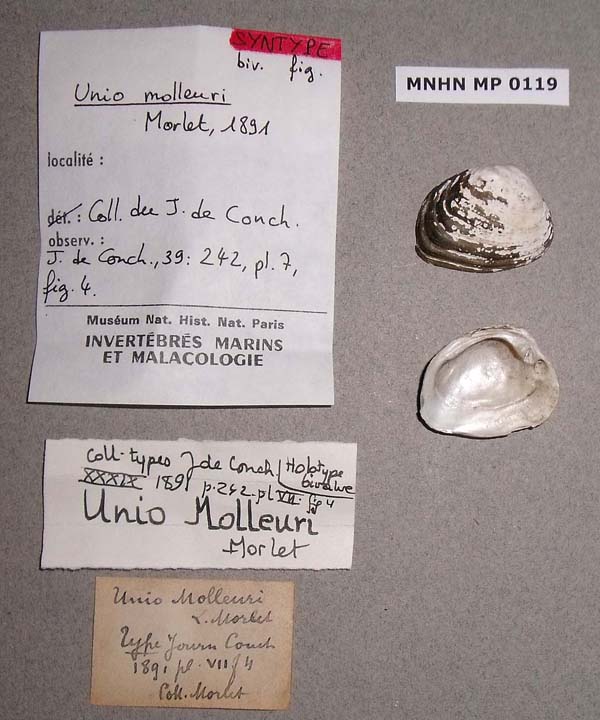 SYNTYPE
biv. fig.
Unio molleuri
Morlet, 1891
localité :
dét. : Coll. du J. de Conch.
observ. :
J. de Conch., 39: 242, pl. 7,
fig. 4.
Muséum Nat. Hist. Nat. Paris
INVERTÉBRÉS MARINS
ET MALACOLOGIE
MNHN MP 0119
Coll-types J de Conch
XXXIX 1891 p. 242. pl VII. fig 4
Holotype
bivalve
Unio Molleuri
Morlet
Unio Molleuri
L. Morlet
Type Journ Conch
1891 pl. VII f 4
Coll. Morlet